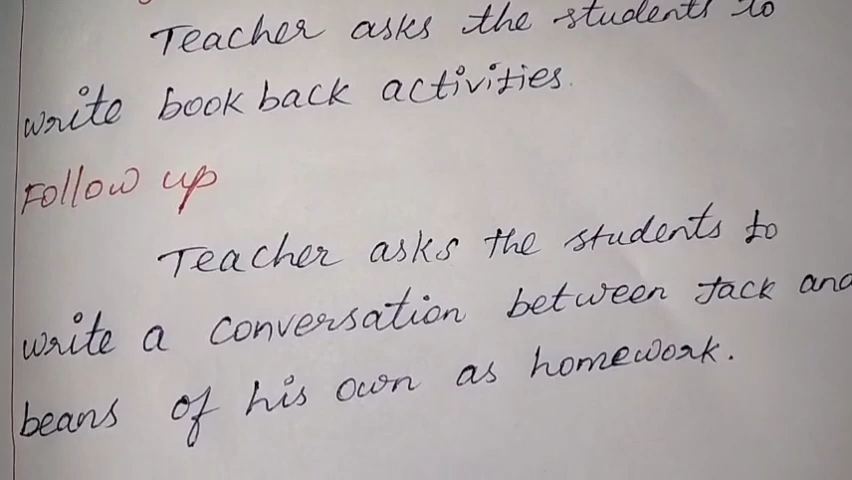 Teacher asks the students to
write book back activities.
Follow up
Teacher asks the students to
write a conversation between Jack and
beans of his own as homework.